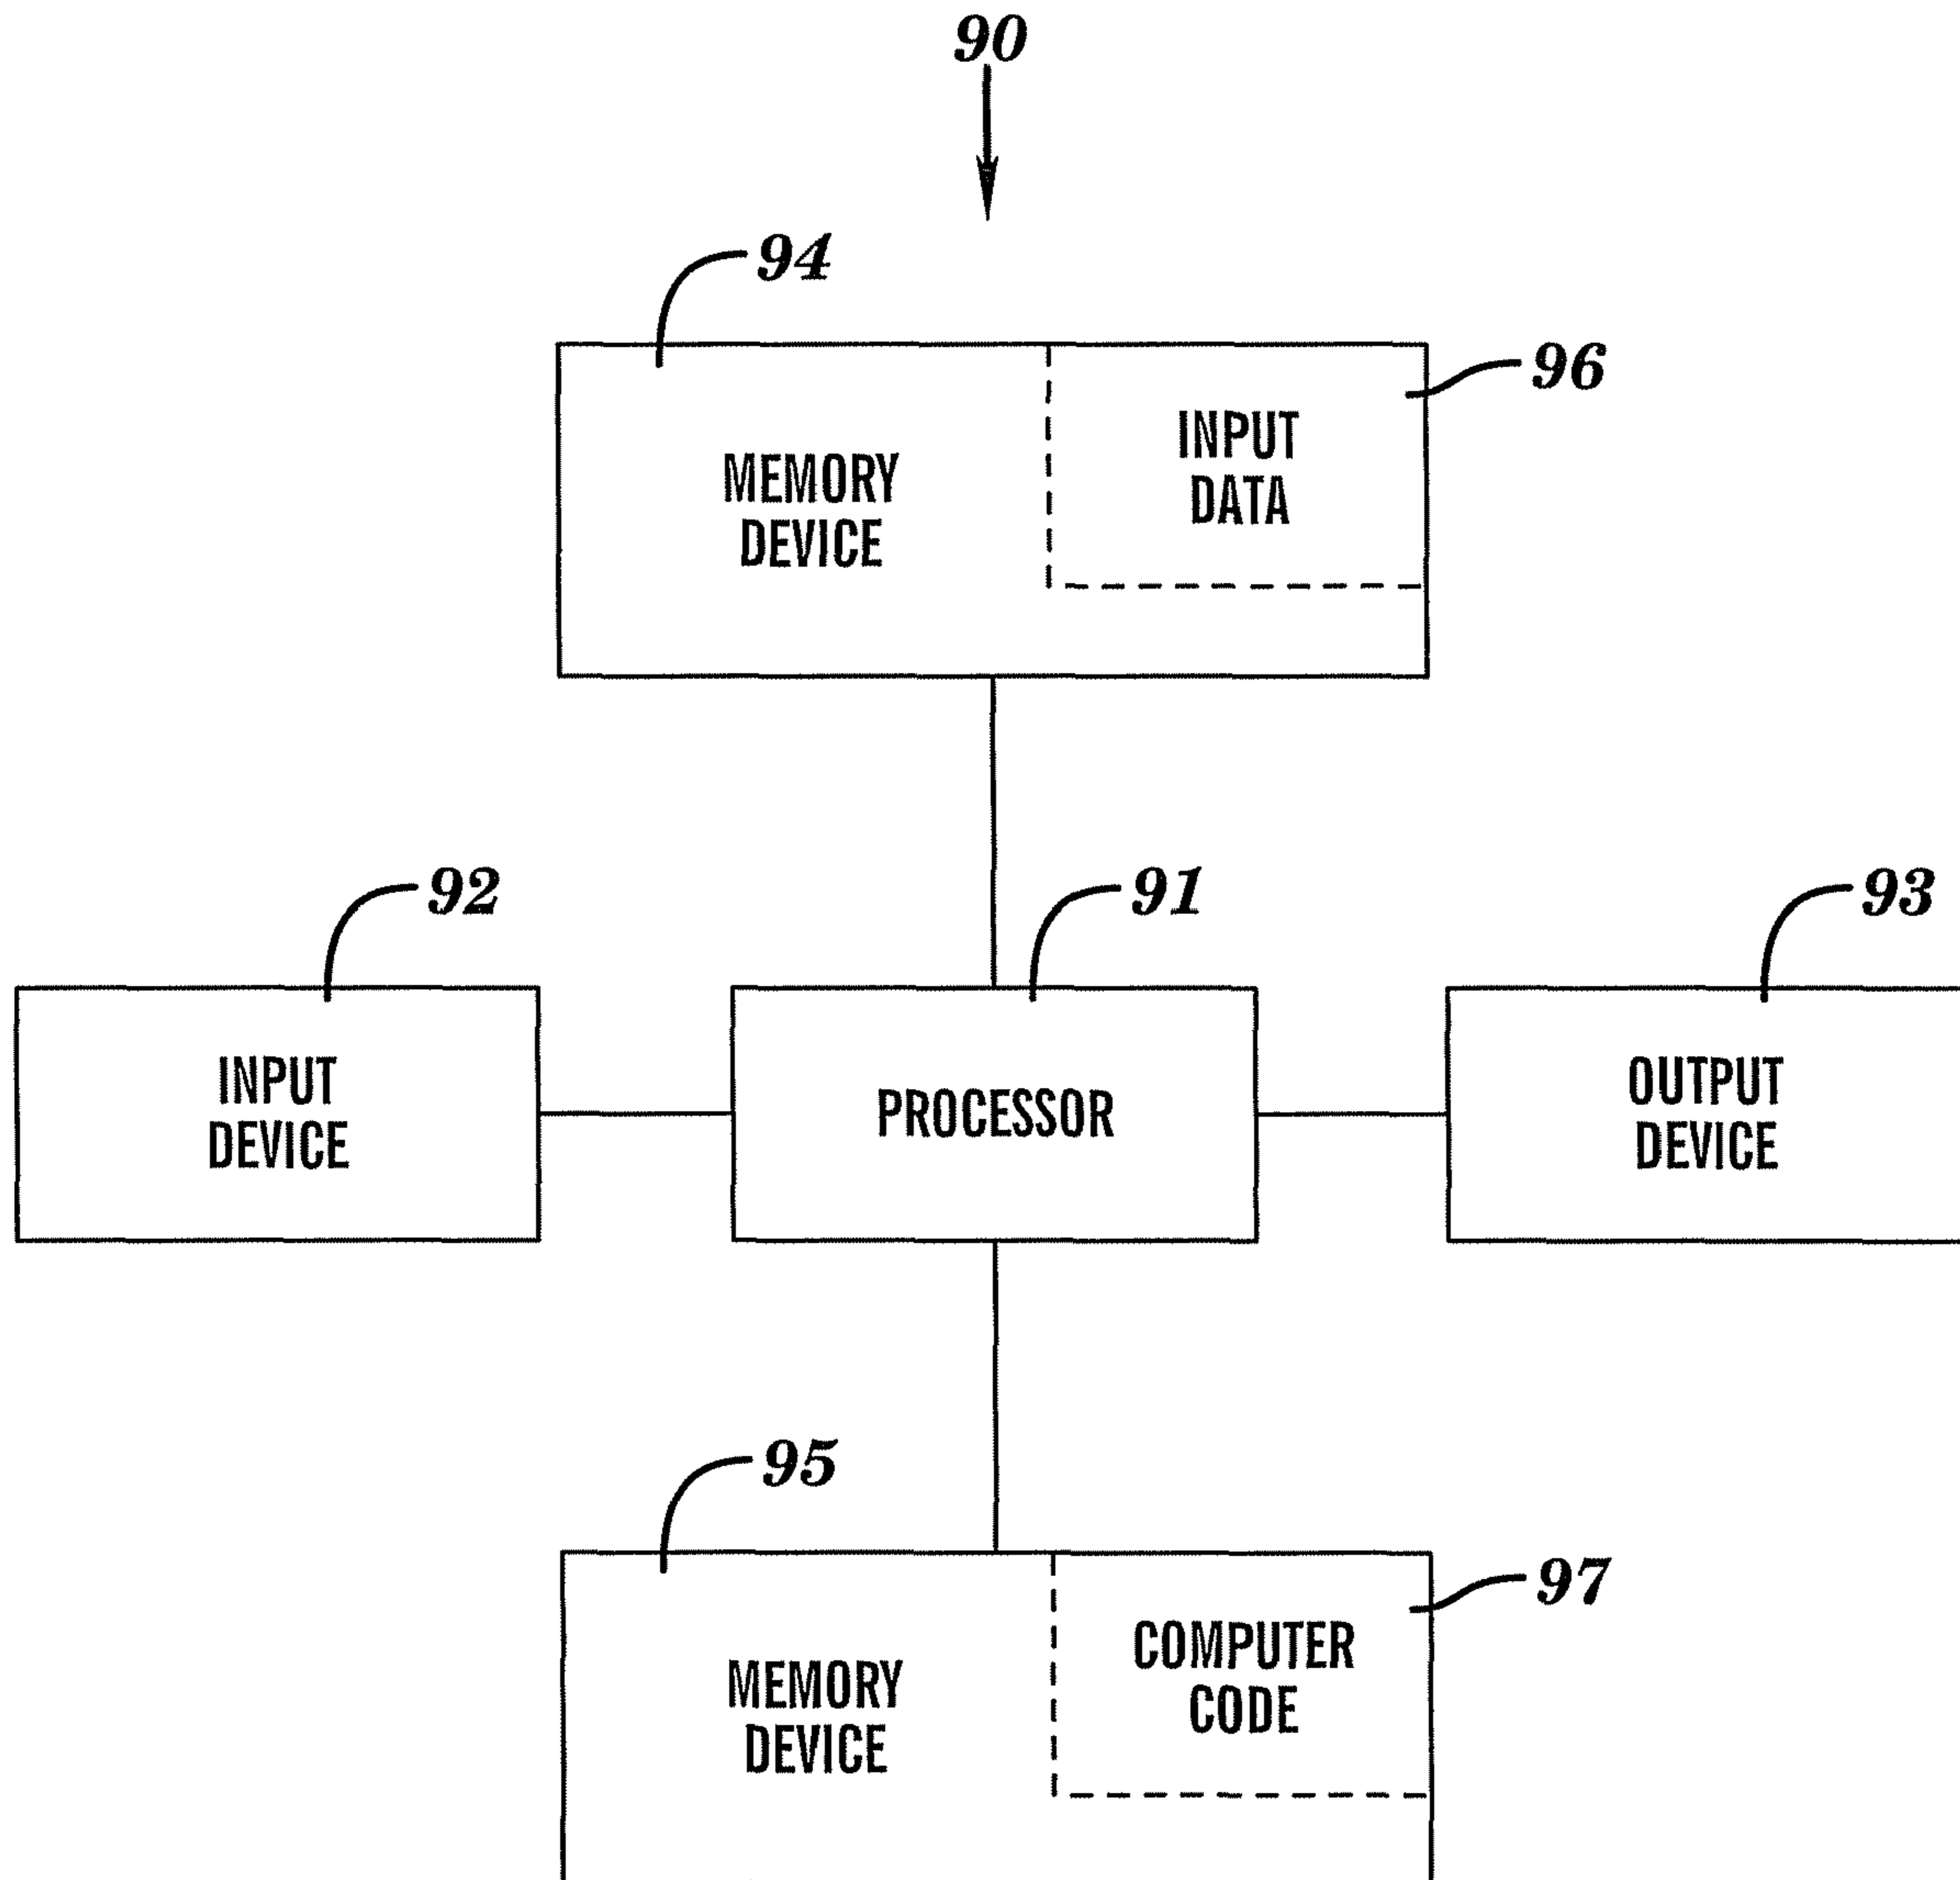 90
94
96
INPUT
DATA
MEMORY
DEVICE
92
91
93
INPUT
DEVICE
PROCESSOR
OUTPUT
DEVICE
95
97
COMPUTER
CODE
MEMORY
DEVICE